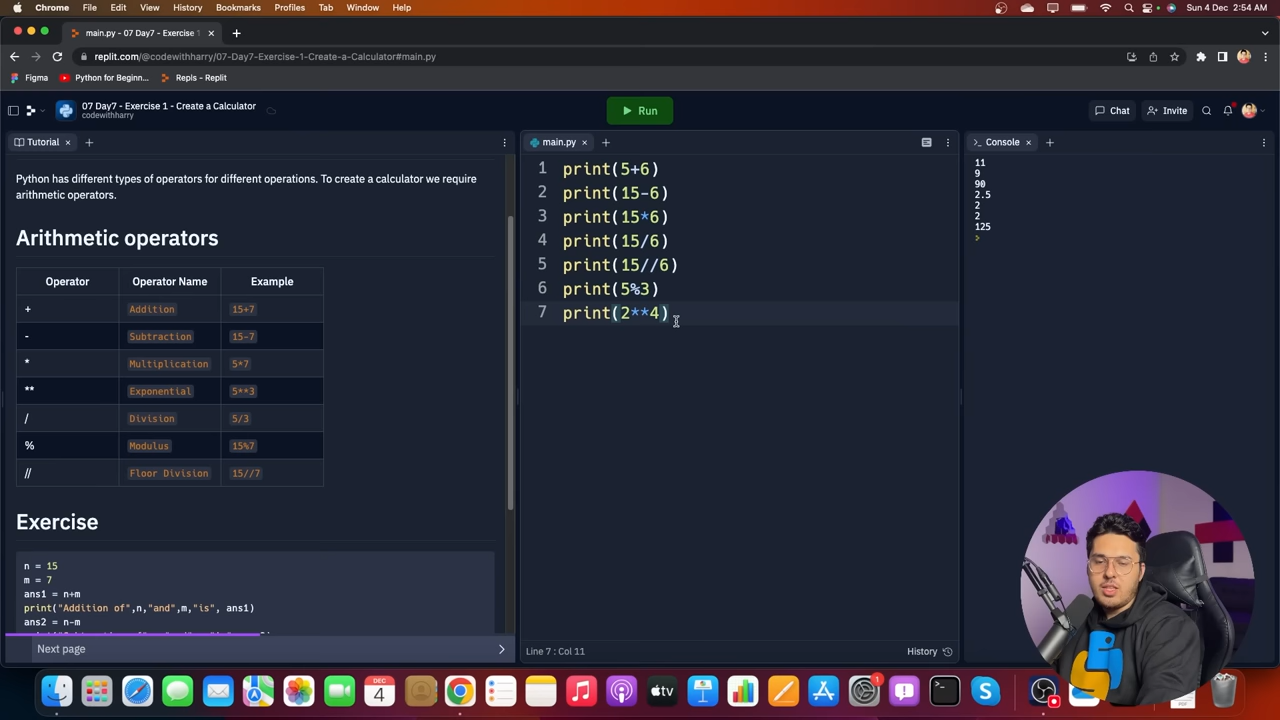 Chrome File Edit View History Bookmarks Profiles Tab Window Help Sun 4 Dec 2:54 AM
main.py - 07 Day7 - Exercise 1
replit.com/@codewithharry/07-Day7-Exercise-1-Create-a-Calculator#main.py
Figma Python for Beginn... Repls - Replit
07 Day7 - Exercise 1 - Create a Calculator
codewithharry
Run
Chat Invite
Tutorial
Python has different types of operators for different operations. To create a calculator we require
arithmetic operators.
Arithmetic operators
Operator Operator Name Example
+ Addition 15+7
- Subtraction 15-7
* Multiplication 5*7
** Exponential 5**3
/ Division 5/3
% Modulus 15%7
// Floor Division 15//7
Exercise
n = 15
m = 7
ans1 = n+m
print("Addition of",n,"and",m,"is", ans1)
ans2 = n-m
Next page
main.py
1 print(5+6)
2 print(15-6)
3 print(15*6)
4 print(15/6)
5 print(15//6)
6 print(5%3)
7 print(2**4)
Line 7 : Col 11
History
Console
11
9
90
2.5
2
2
125
>
DEC
4
tv
1